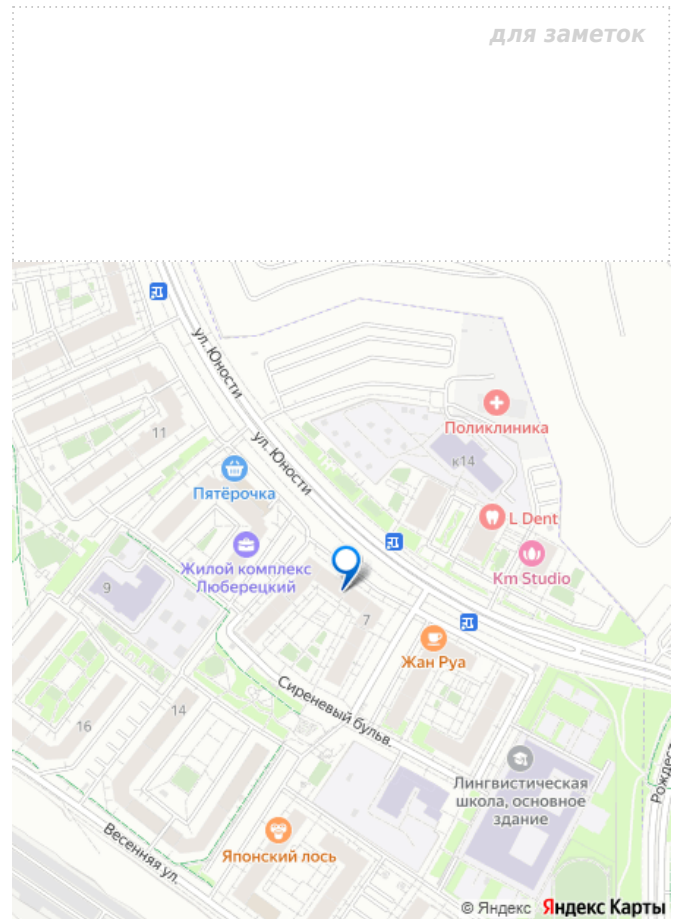 для заметок
ул. Юности
11
ул. Юности
Поликлиника
к14
Пятёрочка
L Dent
Жилой комплекс
Люберецкий
Km Studio
9
7
Жан Руа
Сиреневый бульв.
14
16
Лингвистическая
школа, основное
здание
Рождест
Весенняя ул.
Японский лось
© Яндекс Яндекс Карты